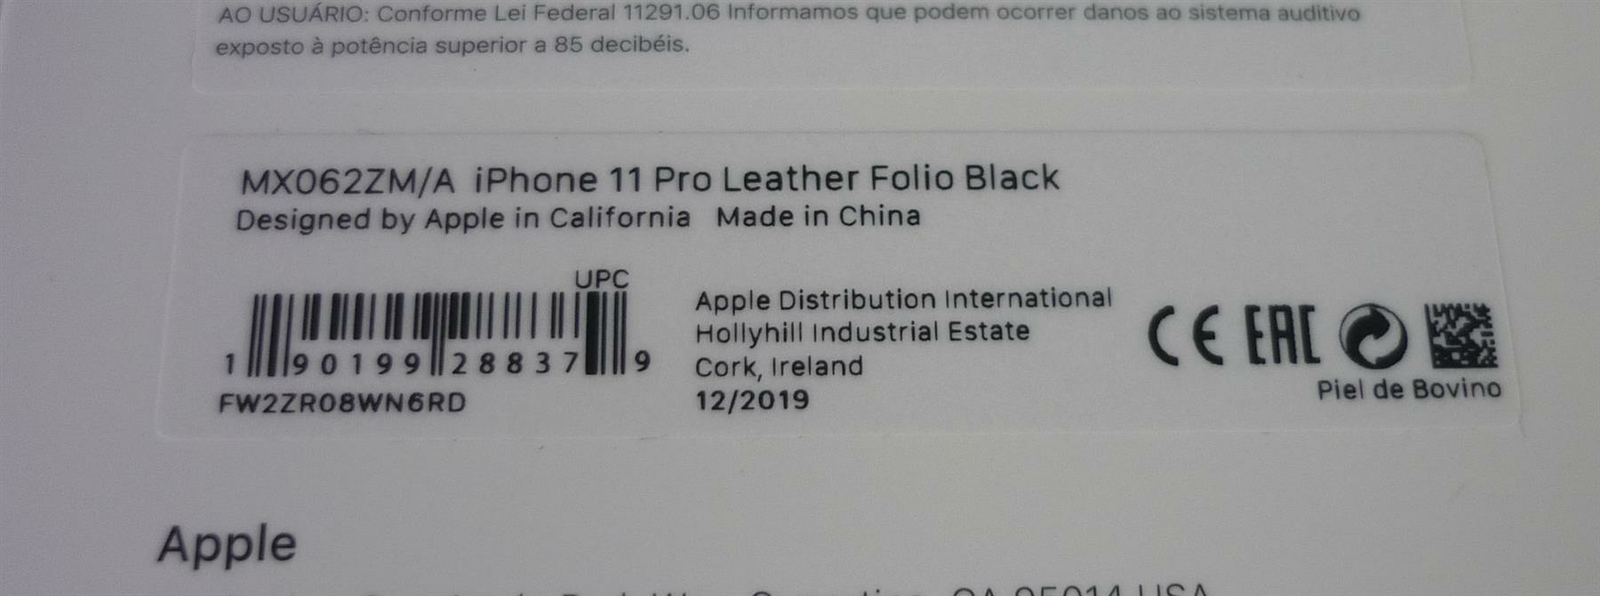 AO USUÁRIO: Conforme Lei Federal 11291.06 Informamos que podem ocorrer danos ao sistema auditivo
exposto à potência superior a 85 decibéis.
MX062ZM/A iPhone 11 Pro Leather Folio Black
Designed by Apple in California Made in China
UPC
1 90199 28837 9
FW2ZR08WN6RD
Apple Distribution International
Hollyhill Industrial Estate
Cork, Ireland
12/2019
CE EAC
Piel de Bovino
Apple
CA 95014 USA